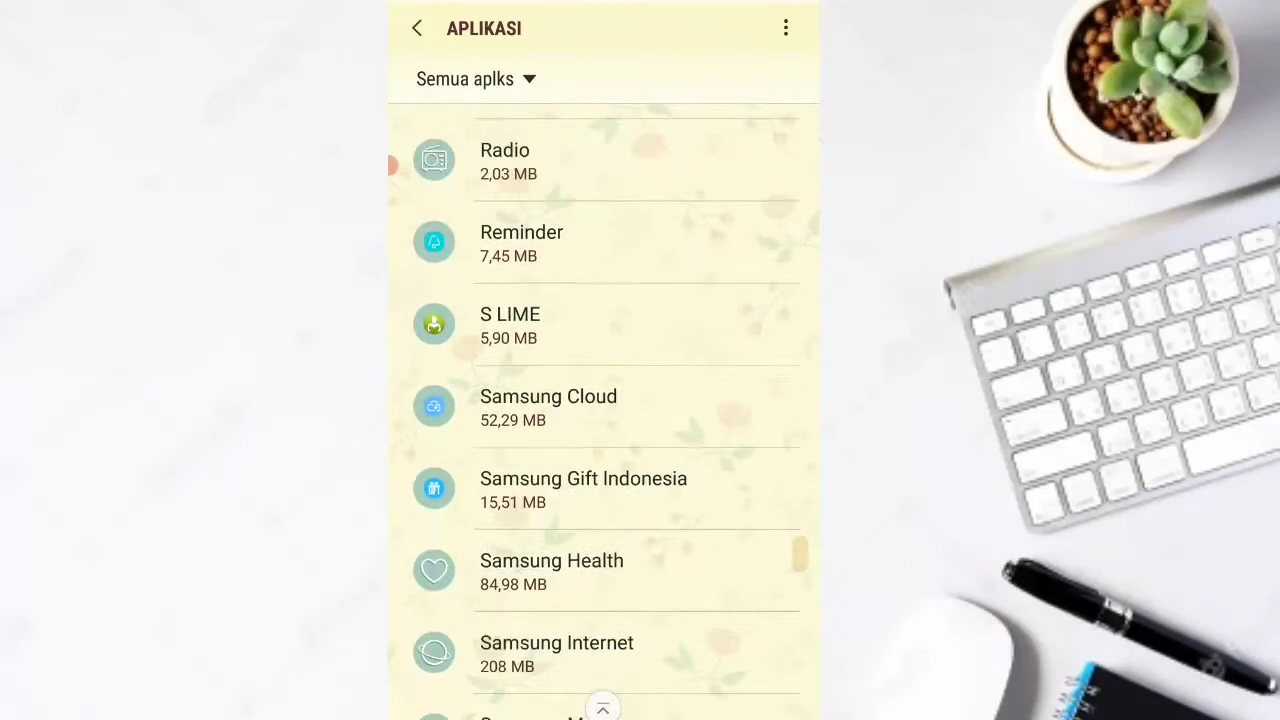 APLIKASI
Semua aplks
Radio
2,03 MB
Reminder
7,45 MB
S LIME
5,90 MB
Samsung Cloud
52,29 MB
Samsung Gift Indonesia
15,51 MB
Samsung Health
84,98 MB
Samsung Internet
208 MB